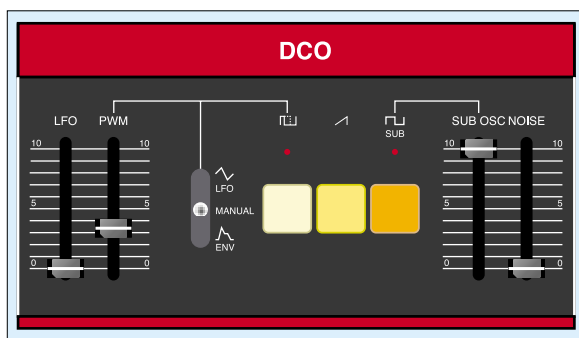 DCO
LFO PWM SUB OSC NOISE
SUB
10 10 10 10
LFO
5 5 5 5
MANUAL
ENV
0 0 0 0